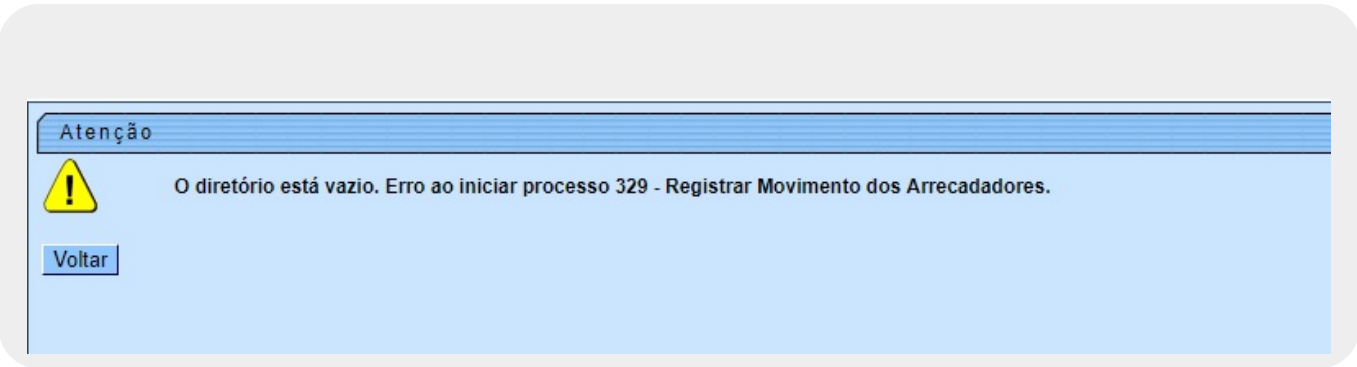 Atenção
O diretório está vazio. Erro ao iniciar processo 329 - Registrar Movimento dos Arrecadadores.
Voltar